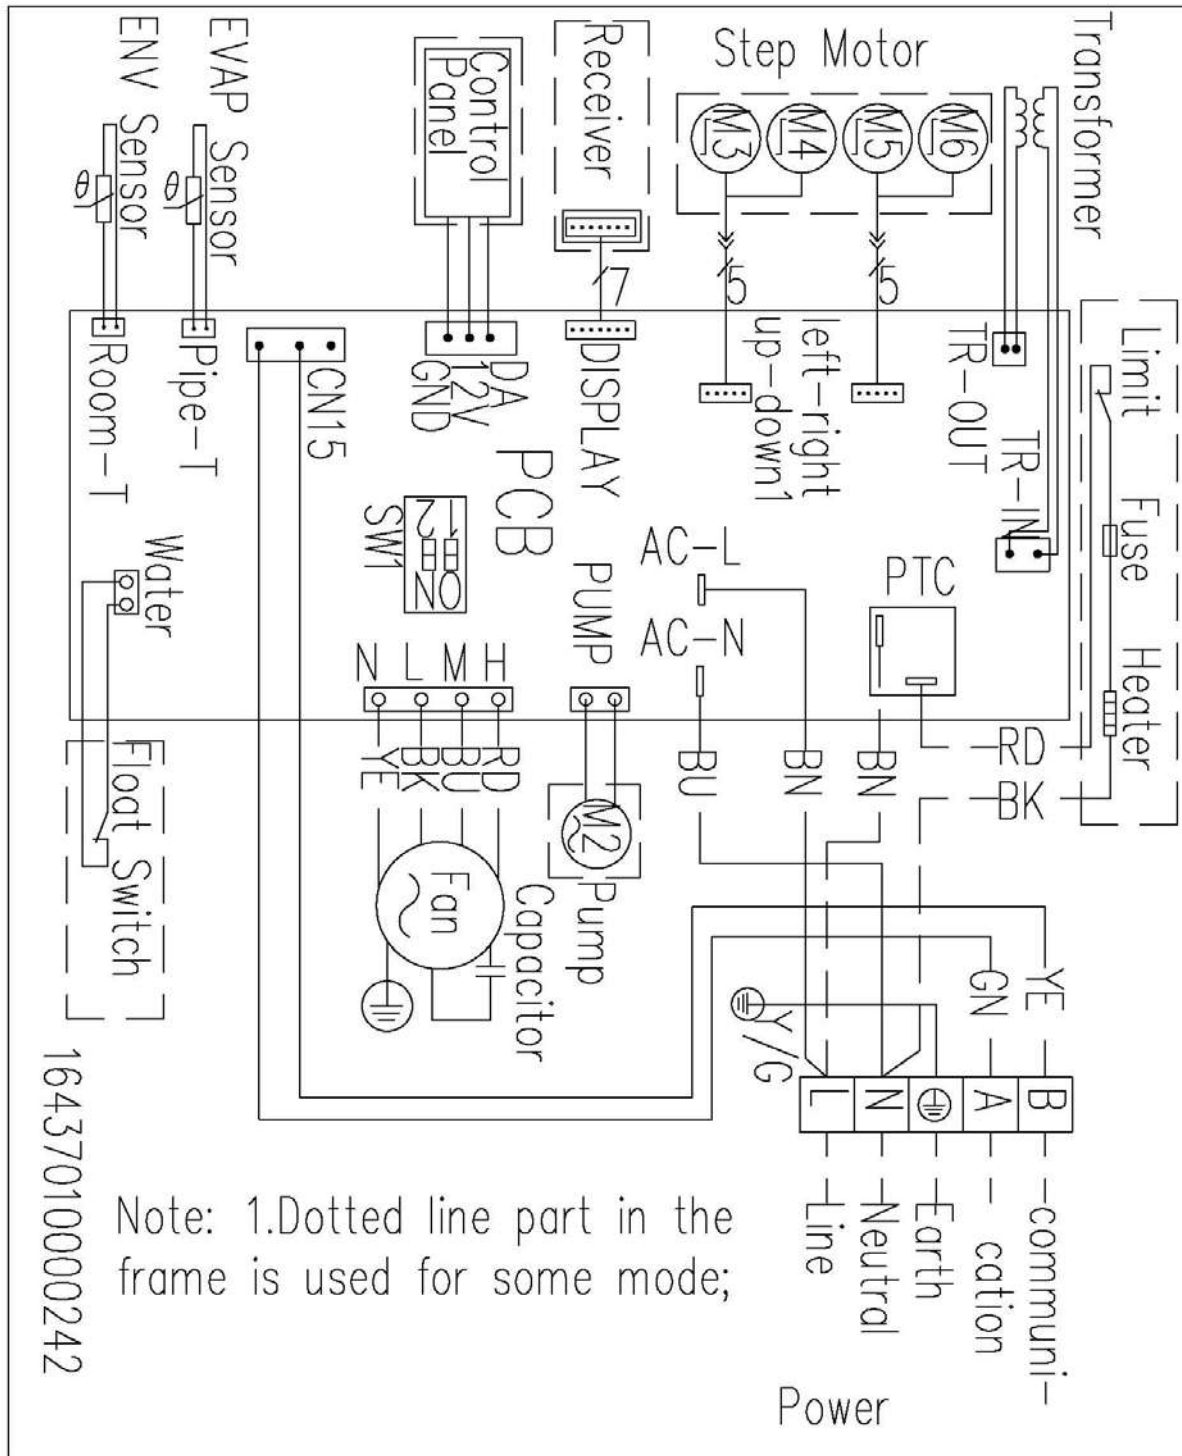 ENV Sensor
EVAP Sensor
Control
Panel
Receiver
Step Motor
M3
M4
M5
M6
Transformer
θ
θ
7
5
5
Room-T
Pipe-T
CN15
DA
12V
GND
DISPLAY
up-down1
left-right
TR-OUT
TR-IN
Limit
Fuse
Heater
PCB
SW1
1 2
ON
Water
PUMP
AC-L
AC-N
PTC
N L M H
YE
BK
BU
RD
BU
BN
BN
RD
BK
Float Switch
Fan
Capacitor
M2
Pump
Y/G
GN
YE
L
N
A
B
Line
Neutral
Earth
cation
communi-
Power
Note: 1.Dotted line part in the
frame is used for some mode;
16437010000242